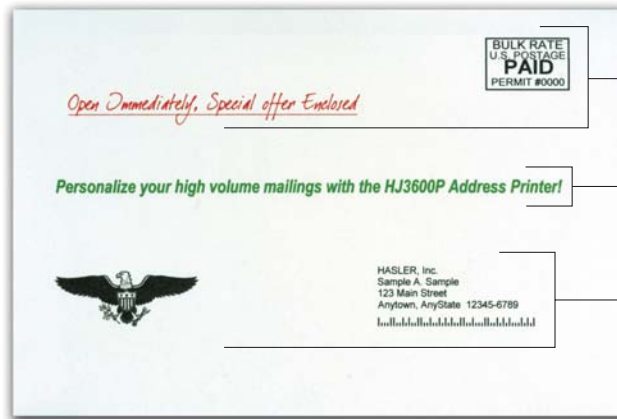 BULK RATE
U.S. POSTAGE
PAID
PERMIT #0000
Open Immediately, Special offer Enclosed
Personalize your high volume mailings with the HJ3600P Address Printer!
HASLER, Inc.
Sample A. Sample
123 Main Street
Anytown, AnyState 12345-6789